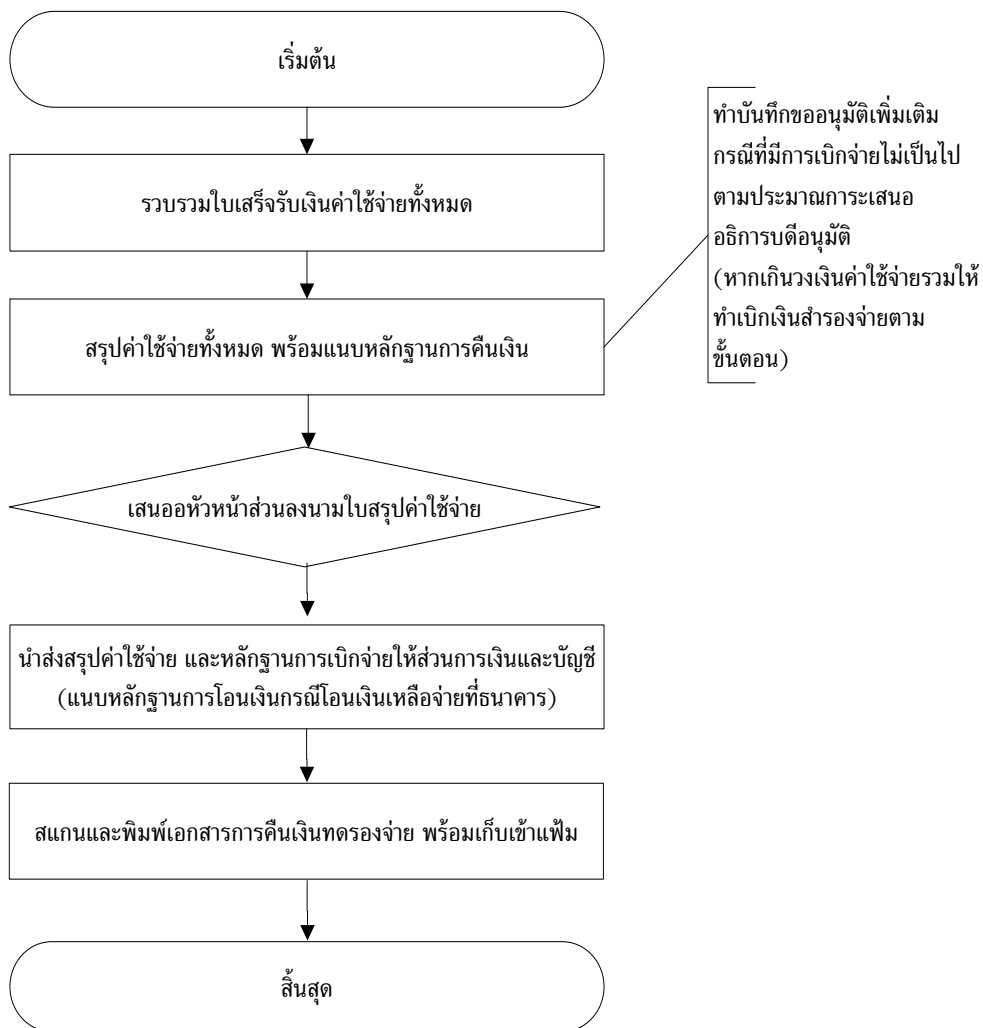 เริ่มต้น
รวบรวมใบเสร็จรับเงินค่าใช้จ่ายทั้งหมด
สรุปค่าใช้จ่ายทั้งหมด พร้อมแนบหลักฐานการคืนเงิน
ทำบันทึกขออนุมัติเพิ่มเติม
กรณีที่มีการเบิกจ่ายไม่เป็นไป
ตามประมาณการะเสนอ
อธิการบดีอนุมัติ
(หากเกินวงเงินค่าใช้จ่ายรวมให้
ทำเบิกเงินสำรองจ่ายตาม
ขั้นตอน)
เสนออหัวหน้าส่วนลงนามใบสรุปค่าใช้จ่าย
นำส่งสรุปค่าใช้จ่าย และหลักฐานการเบิกจ่ายให้ส่วนการเงินและบัญชี
(แนบหลักฐานการโอนเงินกรณีโอนเงินเหลือจ่ายที่ธนาคาร)
สแกนและพิมพ์เอกสารการคืนเงินทดรองจ่าย พร้อมเก็บเข้าแฟ้ม
สิ้นสุด